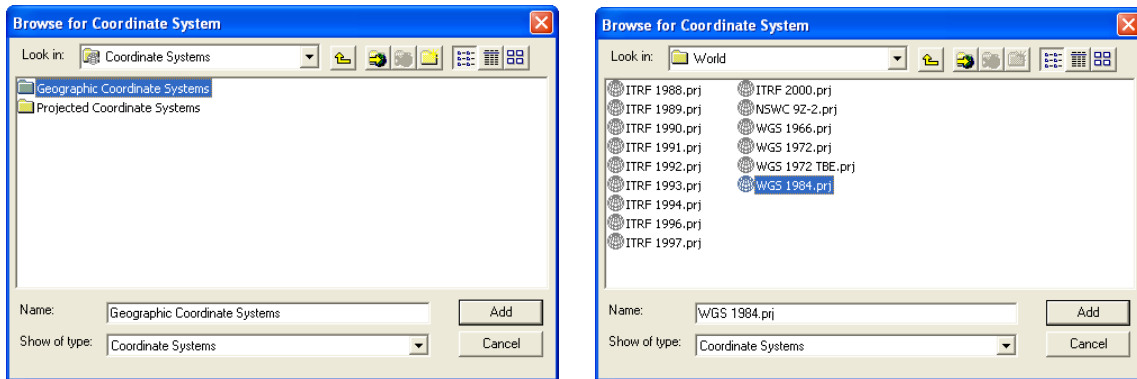 Browse for Coordinate System
Look in: Coordinate Systems
Geographic Coordinate Systems
Projected Coordinate Systems
Name: Geographic Coordinate Systems Add
Show of type: Coordinate Systems Cancel
Browse for Coordinate System
Look in: World
ITRF 1988.prj ITRF 2000.prj
ITRF 1989.prj NSWC 9Z-2.prj
ITRF 1990.prj WGS 1966.prj
ITRF 1991.prj WGS 1972.prj
ITRF 1992.prj WGS 1972 TBE.prj
ITRF 1993.prj WGS 1984.prj
ITRF 1994.prj
ITRF 1996.prj
ITRF 1997.prj
Name: WGS 1984.prj Add
Show of type: Coordinate Systems Cancel